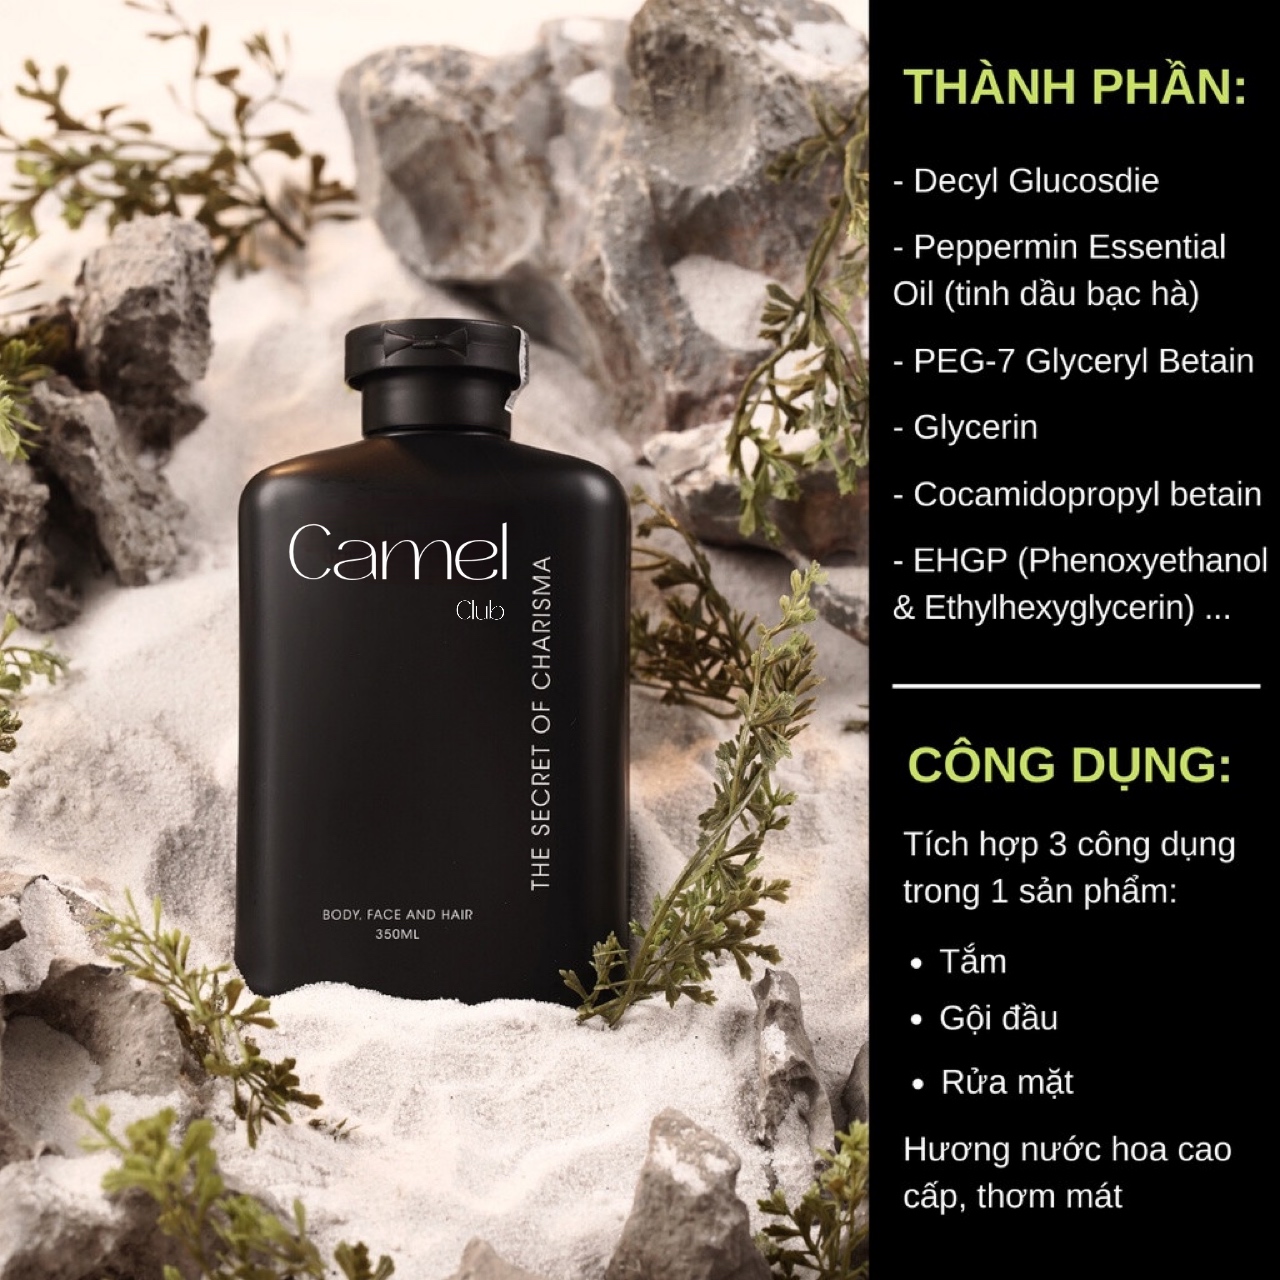 Camel
Club
THE SECRET OF CHARISMA
BODY, FACE AND HAIR
350ML
THÀNH PHẦN:
- Decyl Glucosdie
- Peppermin Essential
Oil (tinh dầu bạc hà)
- PEG-7 Glyceryl Betain
- Glycerin
- Cocamidopropyl betain
- EHGP (Phenoxyethanol
& Ethylhexyglycerin) ...
CÔNG DỤNG:
Tích hợp 3 công dụng
trong 1 sản phẩm:
• Tắm
• Gội đầu
• Rửa mặt
Hương nước hoa cao
cấp, thơm mát